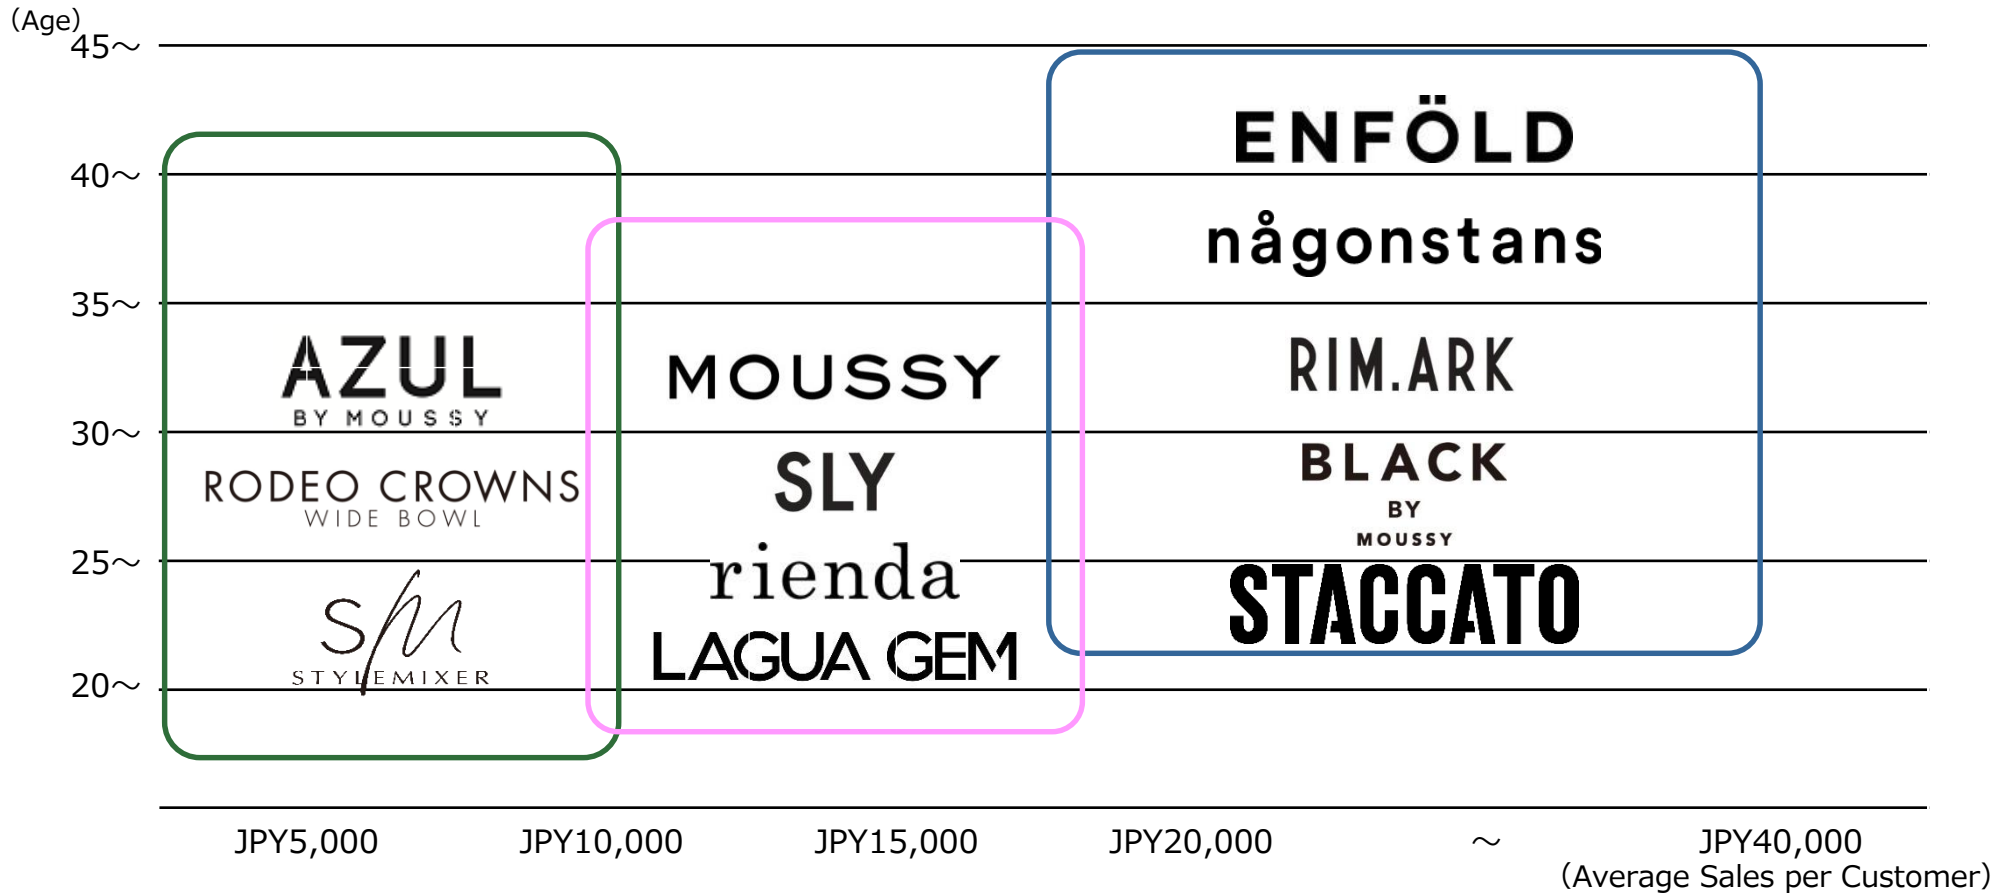 （Age）
45～
ENFÖLD
40～
någonstans
35～
AZUL
BY MOUSSY
MOUSSY
RIM.ARK
30～
RODEO CROWNS
WIDE BOWL
SLY
BLACK
BY
MOUSSY
25～
rienda
STACCATO
SM
STYLEMIXER
LAGUA GEM
20～
JPY5,000 JPY10,000 JPY15,000 JPY20,000 ～ JPY40,000
（Average Sales per Customer）